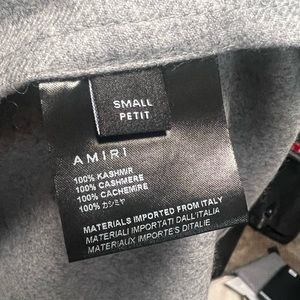 SMALL
PETIT
AMIRI
100% KASHMIR
100% CASHMERE
100% CACHEMIRE
100% カシミヤ
MATERIALS IMPORTED FROM ITALY
MATERIALI IMPORTATI DALL'ITALIA
MATERIAUX IMPORTE'S D'ITALIE